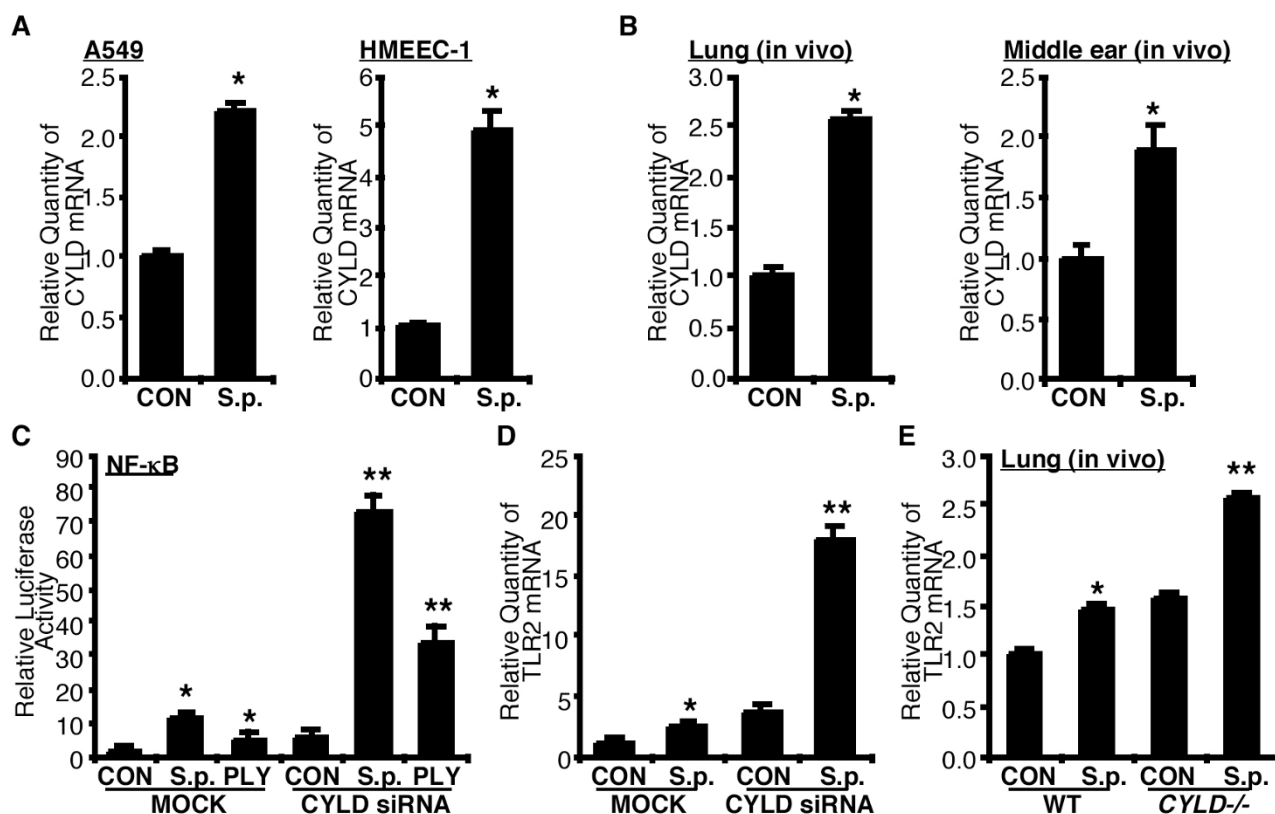 A
B
A549
HMEEC-1
Lung (in vivo)
Middle ear (in vivo)
Relative Quantity of
CYLD mRNA
2.5
2.0
1.5
1.0
0.5
0.0
*
CON S.p.
Relative Quantity of
CYLD mRNA
6
5
4
3
2
1
0
*
CON S.p.
Relative Quantity of
CYLD mRNA
3.0
2.5
2.0
1.5
1.0
0.5
0.0
*
CON S.p.
Relative Quantity of
CYLD mRNA
2.5
2.0
1.5
1.0
0.5
0.0
*
CON S.p.
C
NF-κB
Relative Luciferase
Activity
90
80
70
60
50
40
30
20
10
0
* * ** **
CON S.p. PLY CON S.p. PLY
MOCK CYLD siRNA
D
Relative Quantity of
TLR2 mRNA
25
20
15
10
5
0
* **
CON S.p. CON S.p.
MOCK CYLD siRNA
E
Lung (in vivo)
Relative Quantity of
TLR2 mRNA
3.0
2.5
2.0
1.5
1.0
0.5
0.0
* **
CON S.p. CON S.p.
WT CYLD-/-